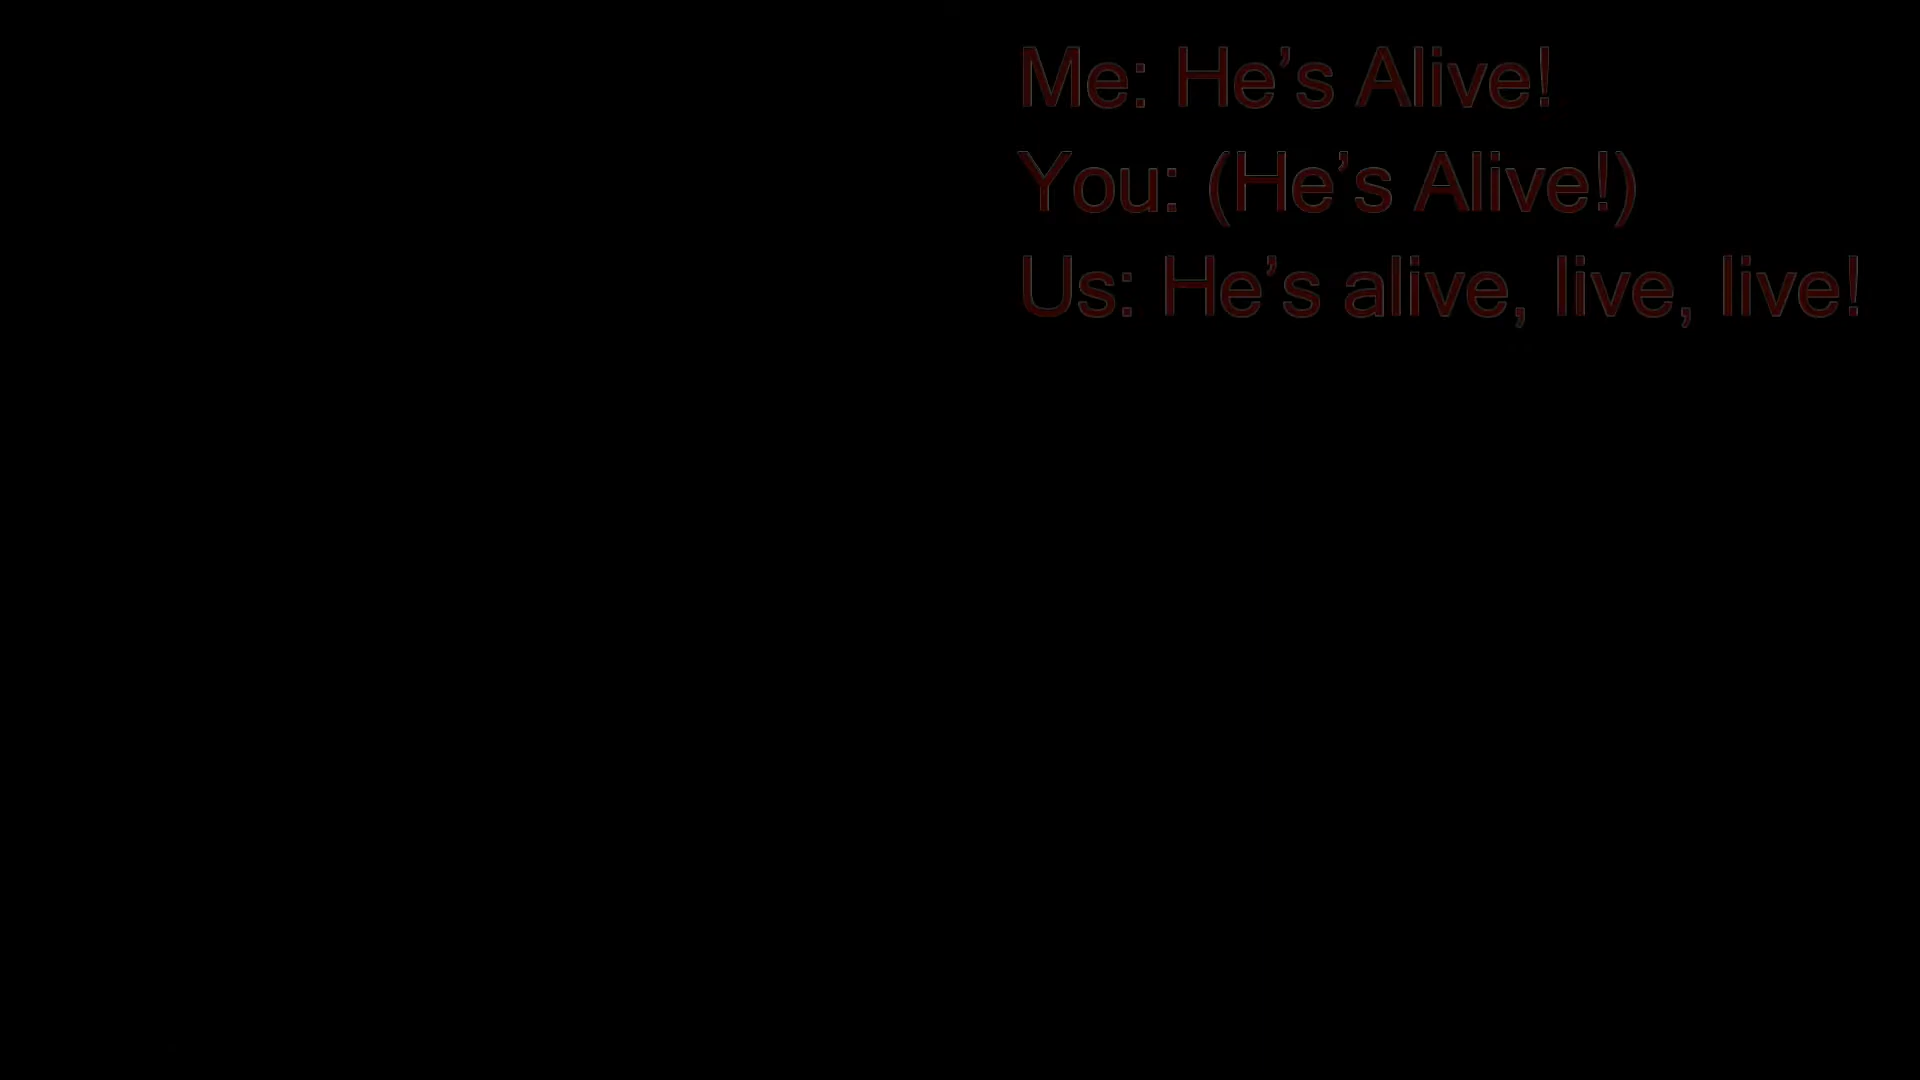 Me: He’s Alive!
You: (He’s Alive!)
Us: He’s alive, live, live!